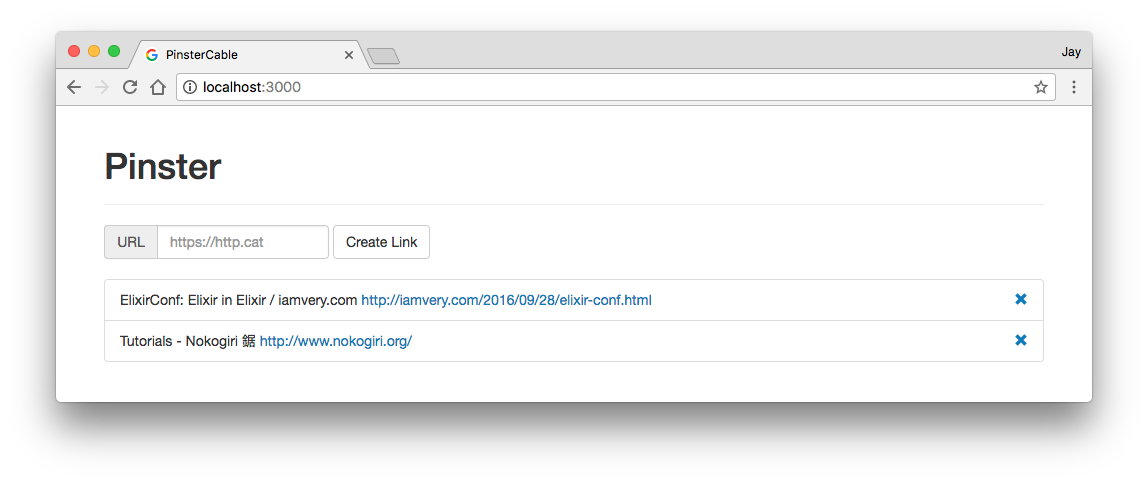 PinsterCable
Jay
localhost:3000
Pinster
URL https://http.cat Create Link
ElixirConf: Elixir in Elixir / iamvery.com http://iamvery.com/2016/09/28/elixir-conf.html
Tutorials - Nokogiri 鋸 http://www.nokogiri.org/